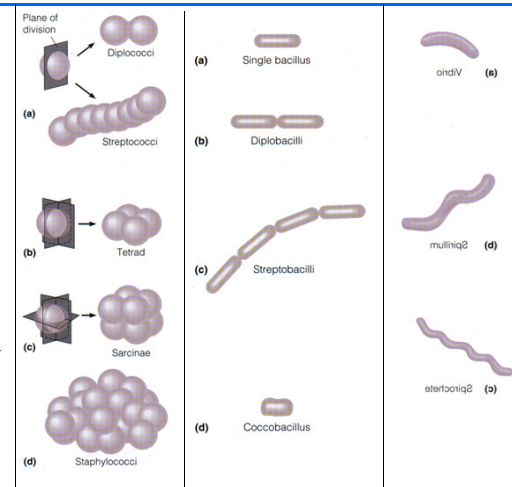 Plane of
division
Diplococci
(a)
Streptococci
(b)
Tetrad
(c)
Sarcinae
(d)
Staphylococci
(a)
Single bacillus
(b)
Diplobacilli
(c)
Streptobacilli
(d)
Coccobacillus
(a) Vibrio
(b) Spirillum
(c) Spirochete